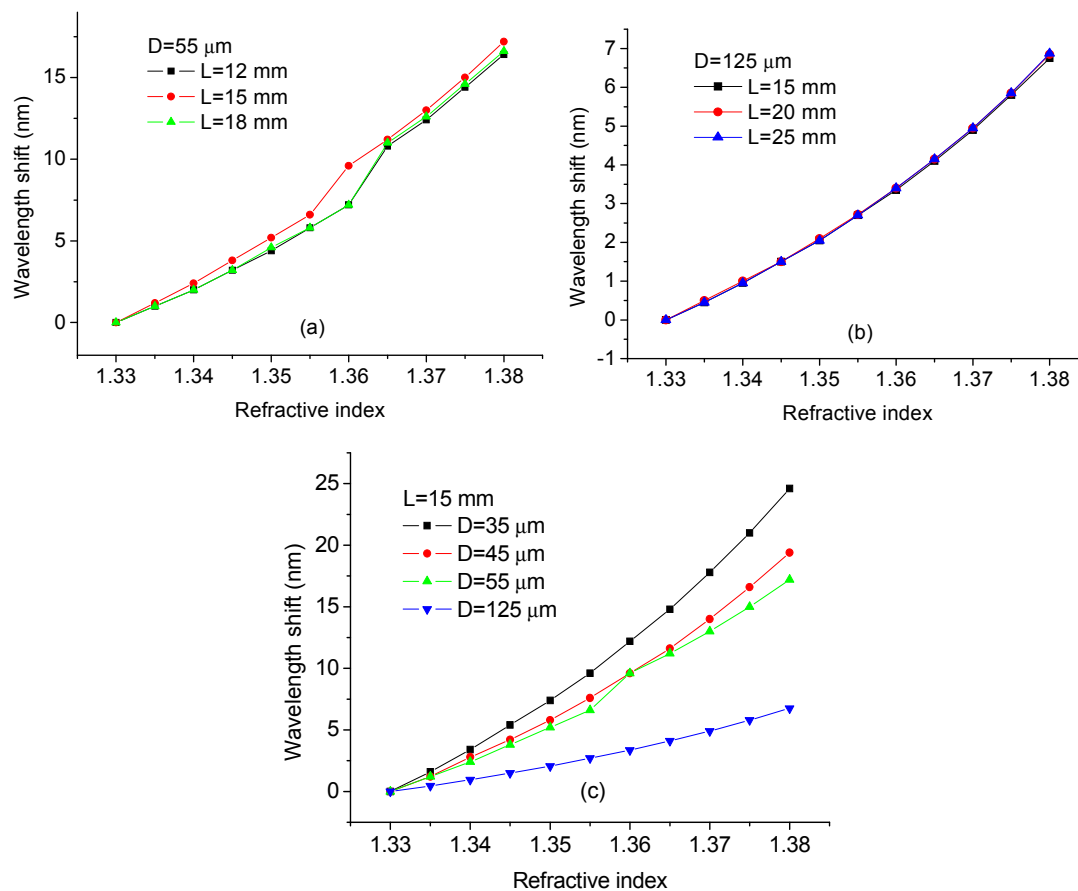 D=55 μm
L=12 mm
L=15 mm
L=18 mm
15
10
5
0
Wavelength shift (nm)
(a)
1.33 1.34 1.35 1.36 1.37 1.38
Refractive index
D=125 μm
L=15 mm
L=20 mm
L=25 mm
7
6
5
4
3
2
1
0
-1
Wavelength shift (nm)
(b)
1.33 1.34 1.35 1.36 1.37 1.38
Refractive index
L=15 mm
D=35 μm
D=45 μm
D=55 μm
D=125 μm
25
20
15
10
5
0
Wavelength shift (nm)
(c)
1.33 1.34 1.35 1.36 1.37 1.38
Refractive index